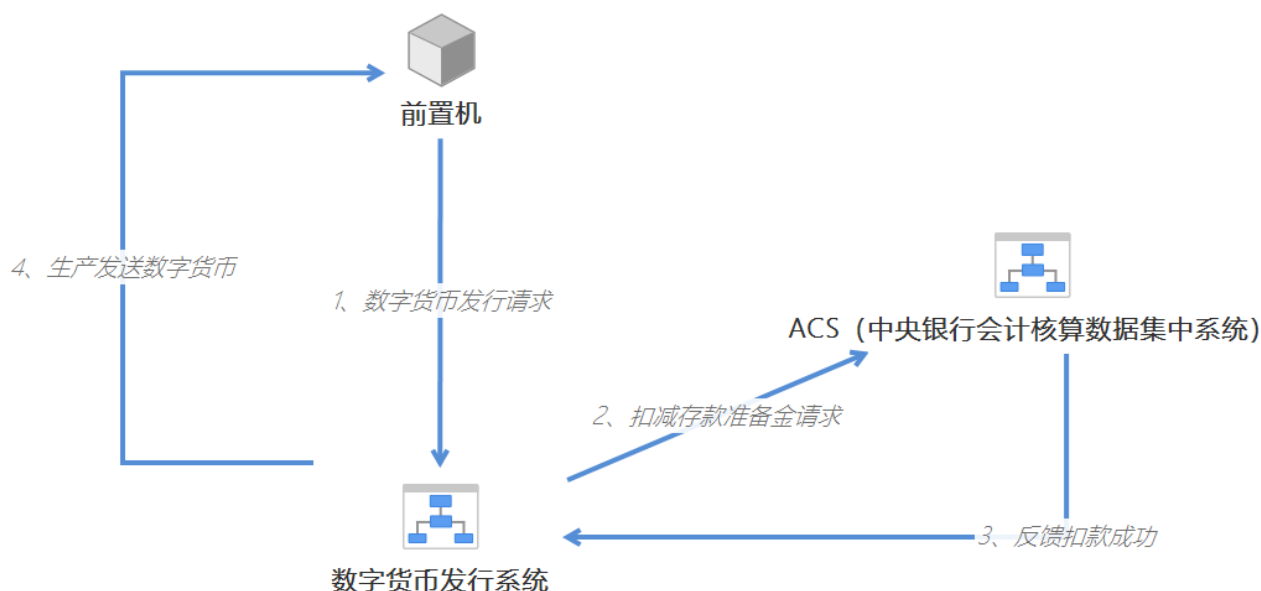 前置机
4、生产发送数字货币
1、数字货币发行请求
ACS（中央银行会计核算数据集中系统）
2、扣减存款准备金请求
3、反馈扣款成功
数字货币发行系统